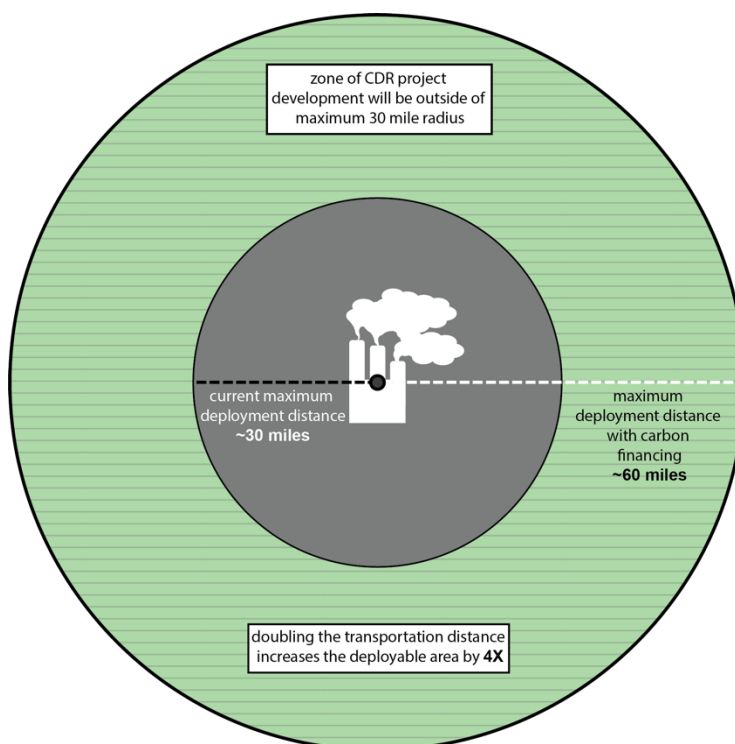 zone of CDR project
development will be outside of
maximum 30 mile radius
current maximum
deployment distance
~30 miles
maximum
deployment distance
with carbon
financing
~60 miles
doubling the transportation distance
increases the deployable area by 4X